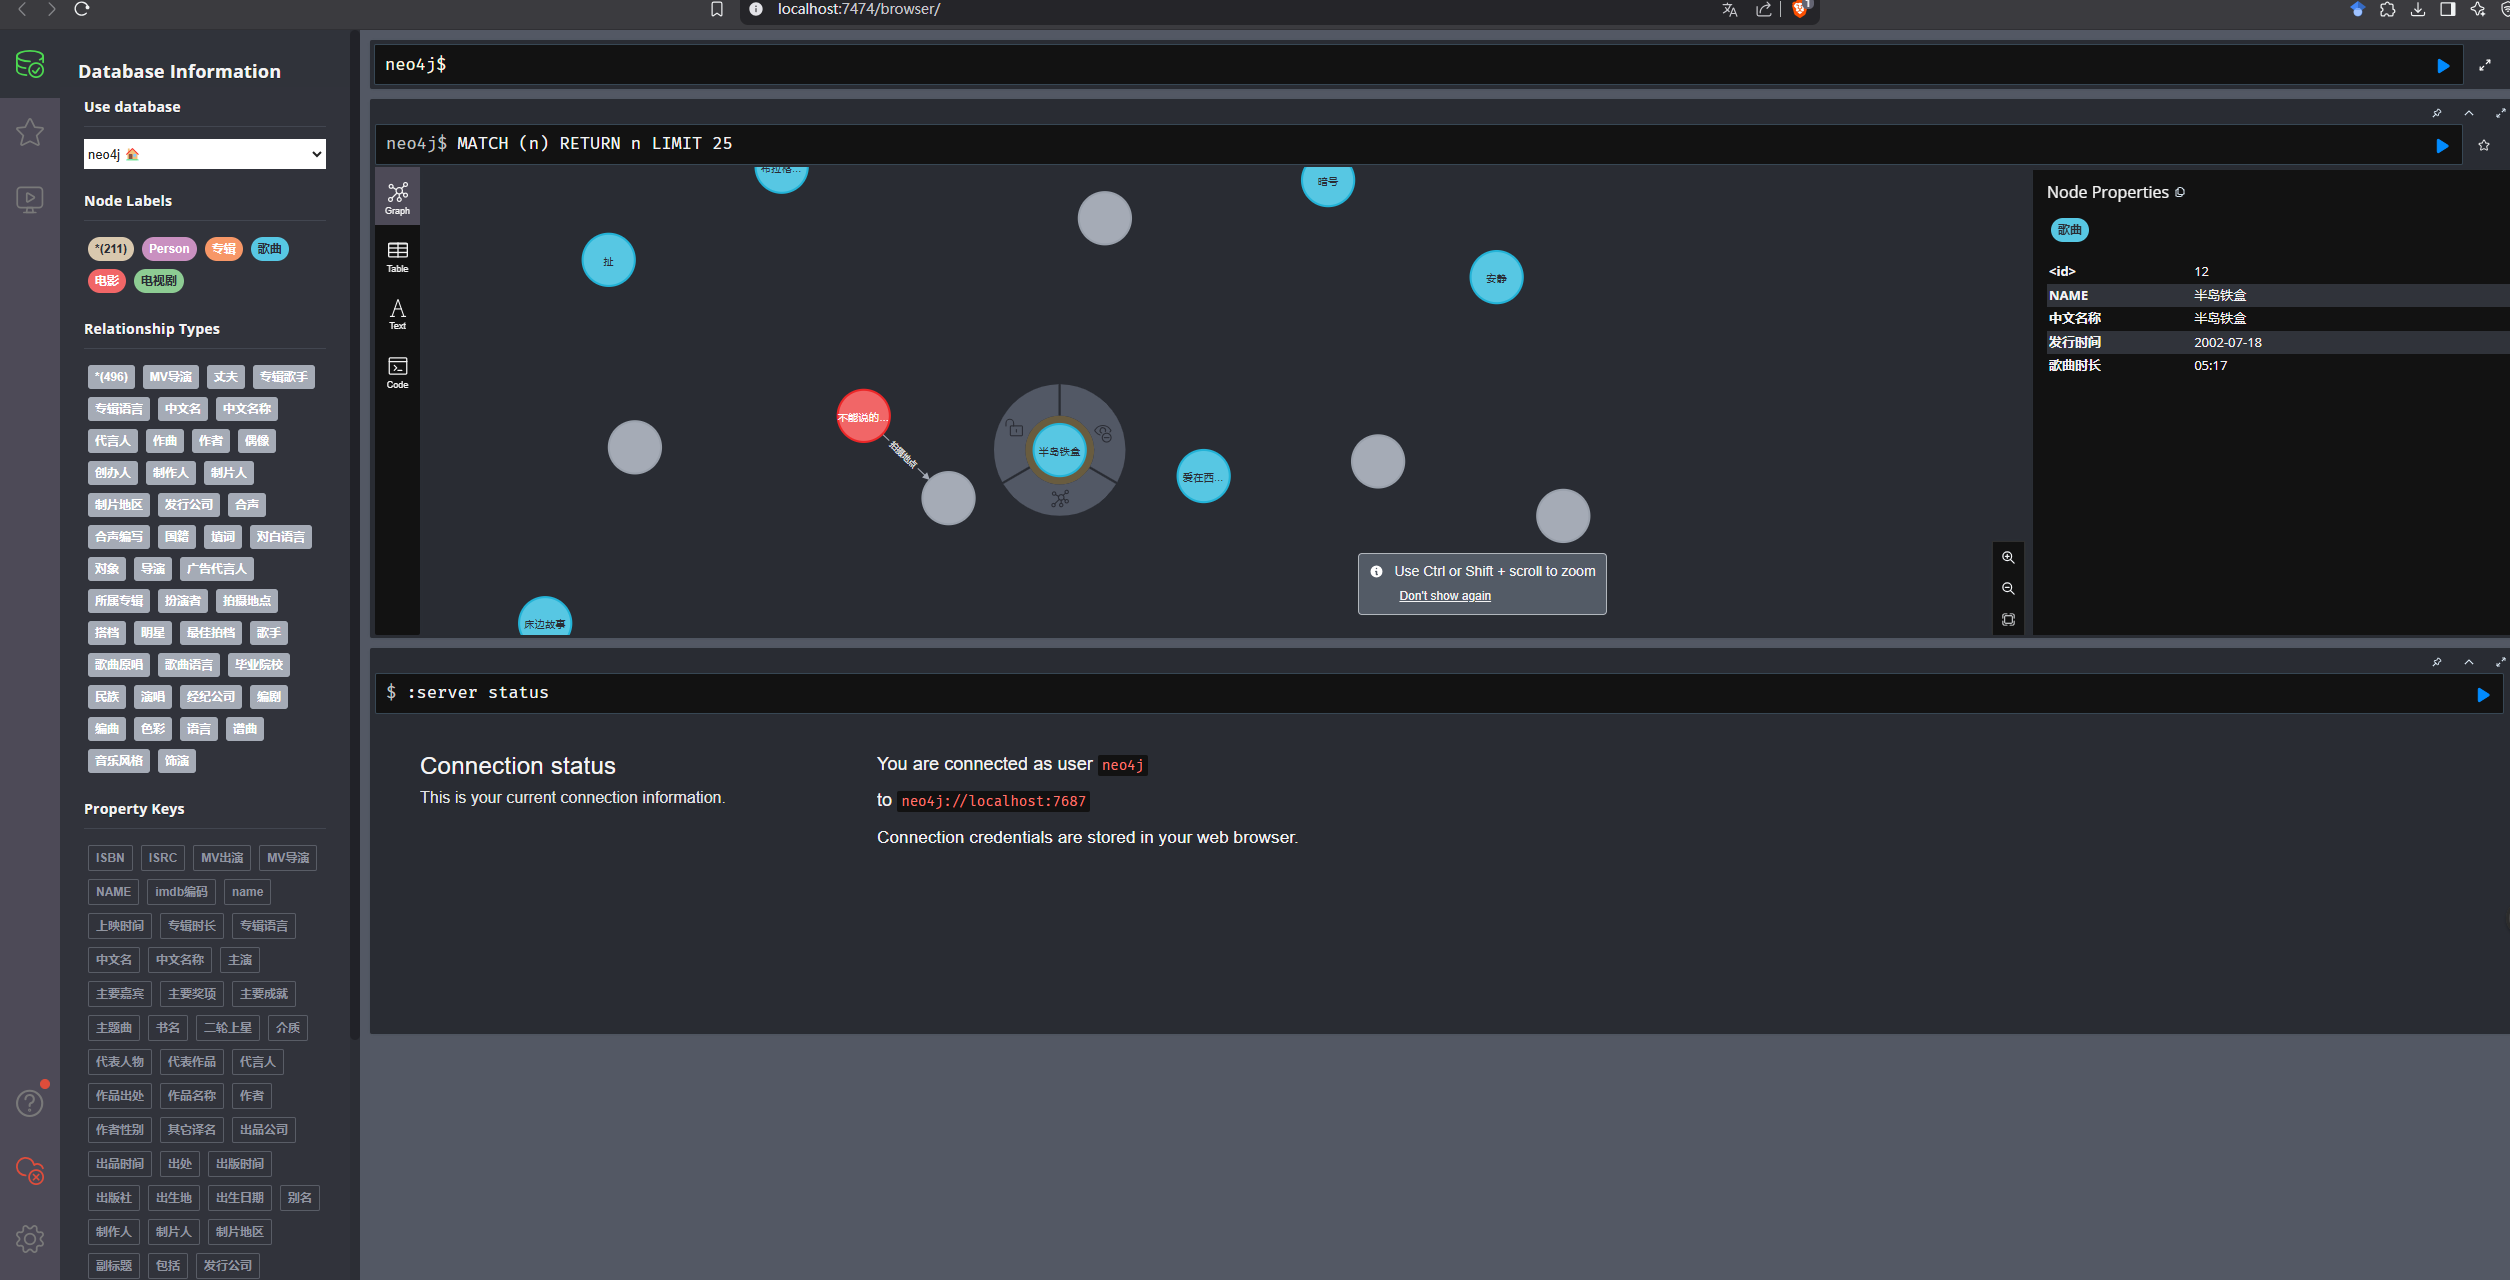 localhost:7474/browser/
Database Information
Use database
neo4j
Node Labels
*(211) Person 专辑 歌曲
电影 电视剧
Relationship Types
*(496) MV导演 丈夫 专辑歌手
专辑语言 中文名 中文名称
代言人 作曲 作者 偶像
创办人 制作人 制片人
制片地区 发行公司 合声
合声编写 国籍 填词 对白语言
对象 导演 广告代言人
所属专辑 扮演者 拍摄地点
搭档 明星 最佳拍档 歌手
歌曲原唱 歌曲语言 毕业院校
民族 演唱 经纪公司 编剧
编曲 色彩 语言 谱曲
音乐风格 饰演
Property Keys
ISBN ISRC MV出演 MV导演
NAME imdb编码 name
上映时间 专辑时长 专辑语言
中文名 中文名称 主演
主要嘉宾 主要奖项 主要成就
主题曲 书名 二轮上星 介质
代表人物 代表作品 代言人
作品出处 作品名称 作者
作者性别 其它译名 出品公司
出品时间 出处 出版时间
出版社 出生地 出生日期 别名
制作人 制片人 制片地区
副标题 包括 发行公司
neo4j$
neo4j$ MATCH (n) RETURN n LIMIT 25
Graph
Table
Text
Code
布拉格...
暗号
扯
安静
不能说的...
拍摄地点
半岛铁盒
爱在西...
床边故事
Use Ctrl or Shift + scroll to zoom
Don't show again
Node Properties
歌曲
<id> 12
NAME 半岛铁盒
中文名称 半岛铁盒
发行时间 2002-07-18
歌曲时长 05:17
$ :server status
Connection status
This is your current connection information.
You are connected as user neo4j
to neo4j://localhost:7687
Connection credentials are stored in your web browser.